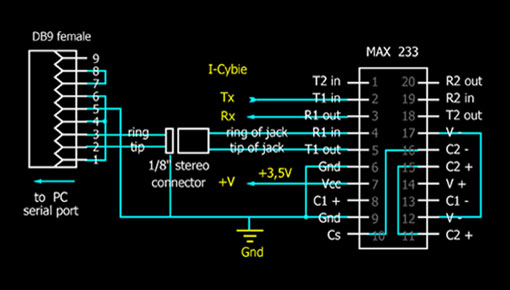 DB9 female
9
8
7
6
5
4
3
2
1
to PC
serial port
ring
tip
1/8" stereo
connector
I-Cybie
Tx
Rx
ring of jack
tip of jack
+V
+3,5V
Gnd
MAX 233
T2 in 1 20 R2 out
T1 in 2 19 R2 in
R1 out 3 18 T2 out
R1 in 4 17 V -
T1 out 5 16 C2 -
Gnd 6 15 C2 +
Vcc 7 14 V +
C1 + 8 13 C1 -
Gnd 9 12 V -
Cs 10 11 C2 +